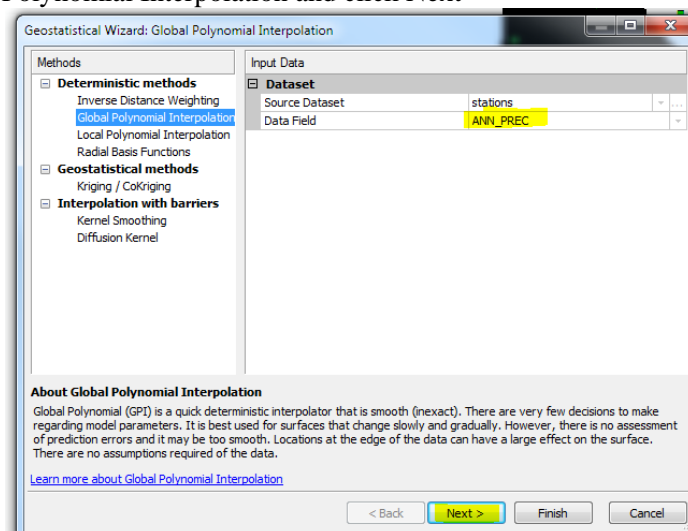 Polynomial Interpolation and click Next
Geostatistical Wizard: Global Polynomial Interpolation
Methods
Deterministic methods
Inverse Distance Weighting
Global Polynomial Interpolation
Local Polynomial Interpolation
Radial Basis Functions
Geostatistical methods
Kriging / CoKriging
Interpolation with barriers
Kernel Smoothing
Diffusion Kernel
Input Data
Dataset
Source Dataset stations ...
Data Field ANN_PREC
About Global Polynomial Interpolation
Global Polynomial (GPI) is a quick deterministic interpolator that is smooth (inexact). There are very few decisions to make
regarding model parameters. It is best used for surfaces that change slowly and gradually. However, there is no assessment
of prediction errors and it may be too smooth. Locations at the edge of the data can have a large effect on the surface.
There are no assumptions required of the data.
Learn more about Global Polynomial Interpolation
< Back Next > Finish Cancel